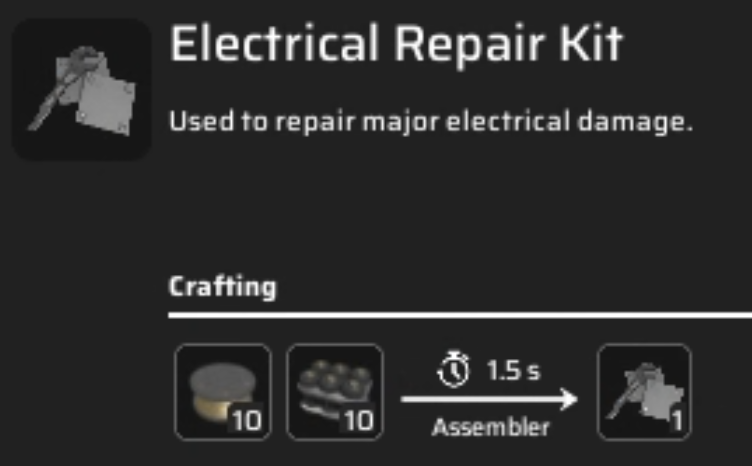 Electrical Repair Kit
Used to repair major electrical damage.
Crafting
10 10 1.5 s 1
Assembler